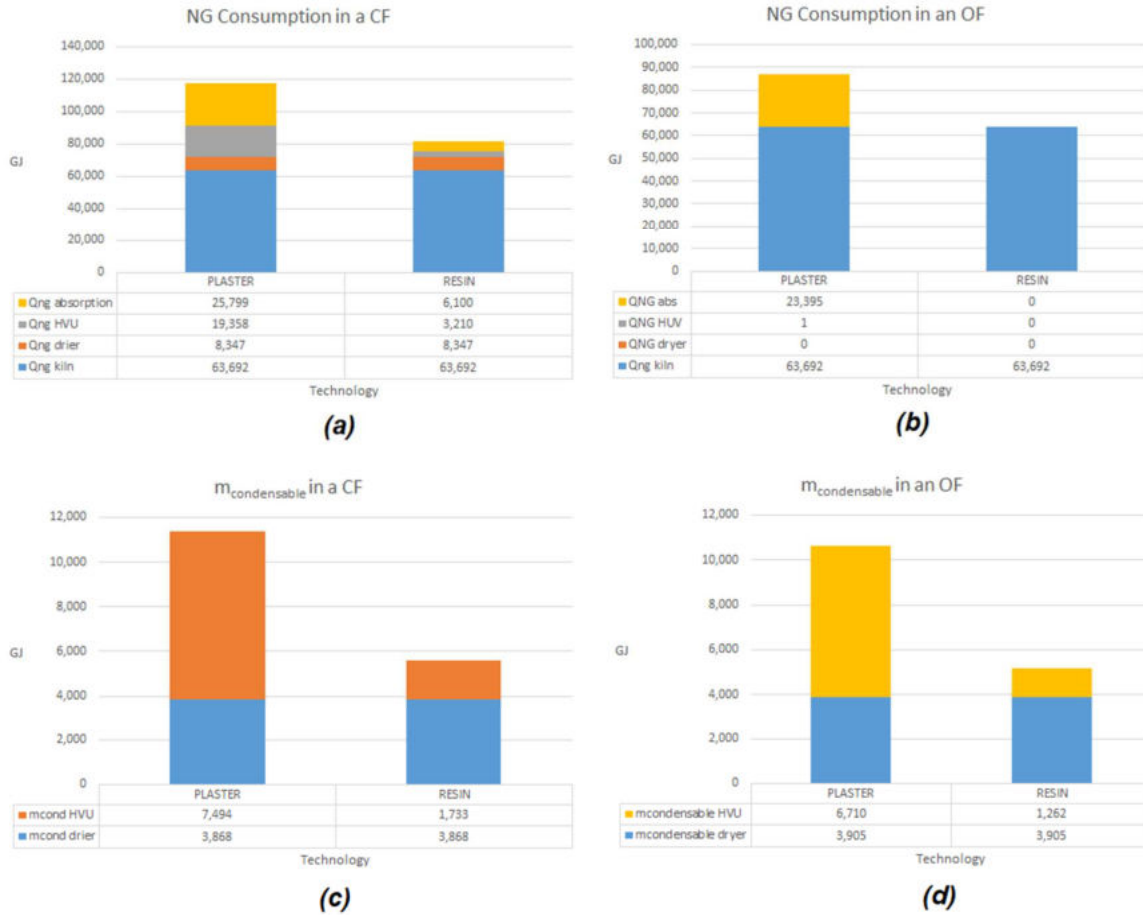 NG Consumption in a CF
140,000
120,000
100,000
80,000
GJ
60,000
40,000
20,000
0
PLASTER RESIN
Qng absorption 25,799 6,100
Qng HVU 19,358 3,210
Qng drier 8,347 8,347
Qng kiln 63,692 63,692
Technology
(a)
NG Consumption in an OF
100,000
90,000
80,000
70,000
60,000
GJ
50,000
40,000
30,000
20,000
10,000
0
PLASTER RESIN
QNG abs 23,395 0
QNG HUV 1 0
QNG dryer 0 0
Qng kiln 63,692 63,692
Technology
(b)
mcondensable in a CF
12,000
10,000
8,000
GJ
6,000
4,000
2,000
0
PLASTER RESIN
mcond HVU 7,494 1,733
mcond drier 3,868 3,868
Technology
(c)
mcondensable in an OF
12,000
10,000
8,000
GJ
6,000
4,000
2,000
0
PLASTER RESIN
mcondensable HVU 6,710 1,262
mcondensable dryer 3,905 3,905
Technology
(d)